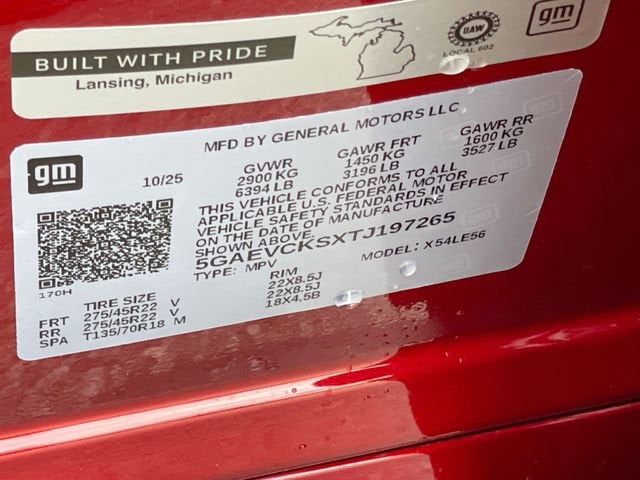 BUILT WITH PRIDE
Lansing, Michigan
UAW
LOCAL 602
gm
gm
MFD BY GENERAL MOTORS LLC
10/25
GVWR GAWR FRT GAWR RR
2900 KG 1450 KG 1600 KG
6394 LB 3196 LB 3527 LB
THIS VEHICLE CONFORMS TO ALL
APPLICABLE U.S. FEDERAL MOTOR
VEHICLE SAFETY STANDARDS IN EFFECT
ON THE DATE OF MANUFACTURE
SHOWN ABOVE.
5GAEVCKSXTJ197265
TYPE: MPV MODEL: X54LE56
170H
TIRE SIZE RIM
FRT 275/45R22 V 22X8.5J
RR 275/45R22 V 22X8.5J
SPA T135/70R18 M 18X4.5B